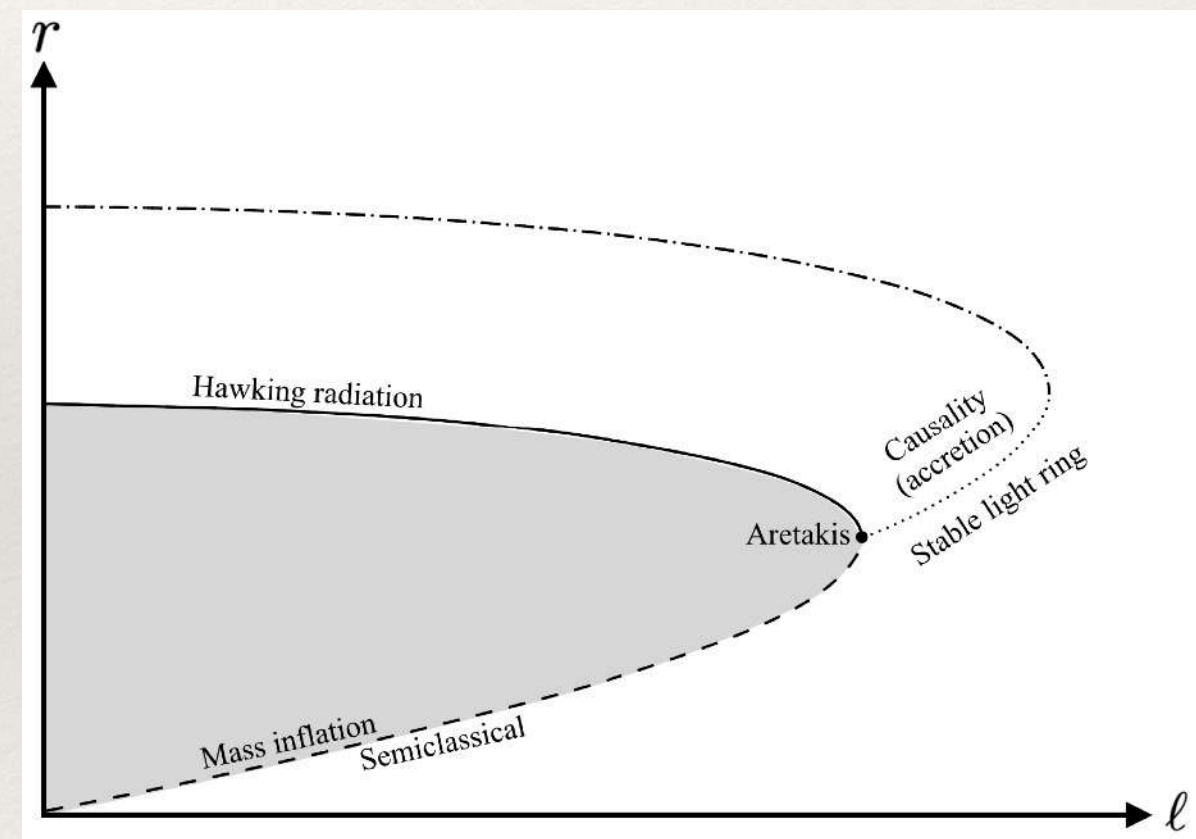 r
Hawking radiation
Causality
(accretion)
Stable light ring
Aretakis
Mass inflation
Semiclassical
ℓ